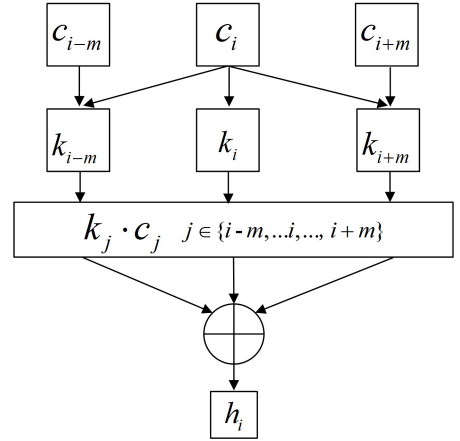 c_{i-m} c_i c_{i+m}
k_{i-m} k_i k_{i+m}
k_j · c_j j ∈ {i - m, ...i, ..., i + m}
h_i